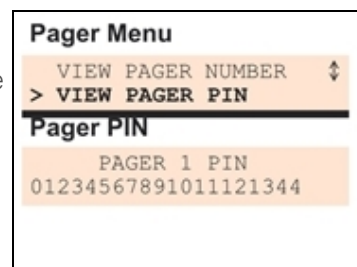 Pager Menu
VIEW PAGER NUMBER
> VIEW PAGER PIN
Pager PIN
PAGER 1 PIN
01234567891011121344
e